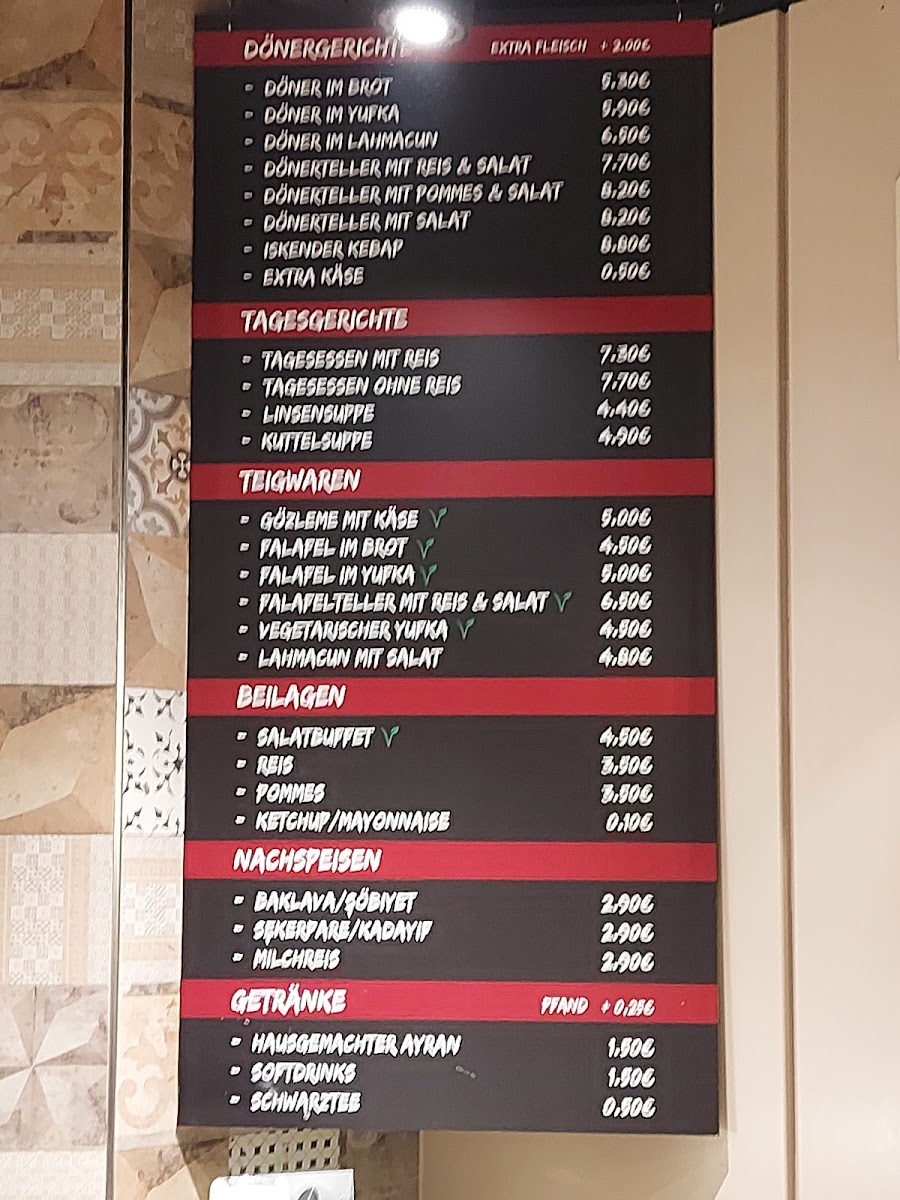 DÖNERGERICHTE EXTRA FLEISCH + 2.00€
- DÖNER IM BROT 5,30€
- DÖNER IM YUFKA 5,90€
- DÖNER IM LAHMACUN 6,50€
- DÖNERTELLER MIT REIS & SALAT 7,70€
- DÖNERTELLER MIT POMMES & SALAT 8,20€
- DÖNERTELLER MIT SALAT 8,20€
- ISKENDER KEBAP 8,80€
- EXTRA KÄSE 0,50€
TAGESGERICHTE
- TAGESESSEN MIT REIS 7,30€
- TAGESESSEN OHNE REIS 7,70€
- LINSENSUPPE 4,40€
- KUTTELSUPPE 4,90€
TEIGWAREN
- GÖZLEME MIT KÄSE 5,00€
- FALAFEL IM BROT 4,50€
- FALAFEL IM YUFKA 5,00€
- FALAFELTELLER MIT REIS & SALAT 6,50€
- VEGETARISCHER YUFKA 4,50€
- LAHMACUN MIT SALAT 4,80€
BEILAGEN
- SALATBUFFET 4,50€
- REIS 3,50€
- POMMES 3,50€
- KETCHUP/MAYONNAISE 0,10€
NACHSPEISEN
- BAKLAVA/ŞÖBIYET 2,90€
- ŞEKERPARE/KADAYIF 2,90€
- MILCHREIS 2,90€
GETRÄNKE PFAND + 0,25€
- HAUSGEMACHTER AYRAN 1,50€
- SOFTDRINKS 1,50€
- SCHWARZTEE 0,50€